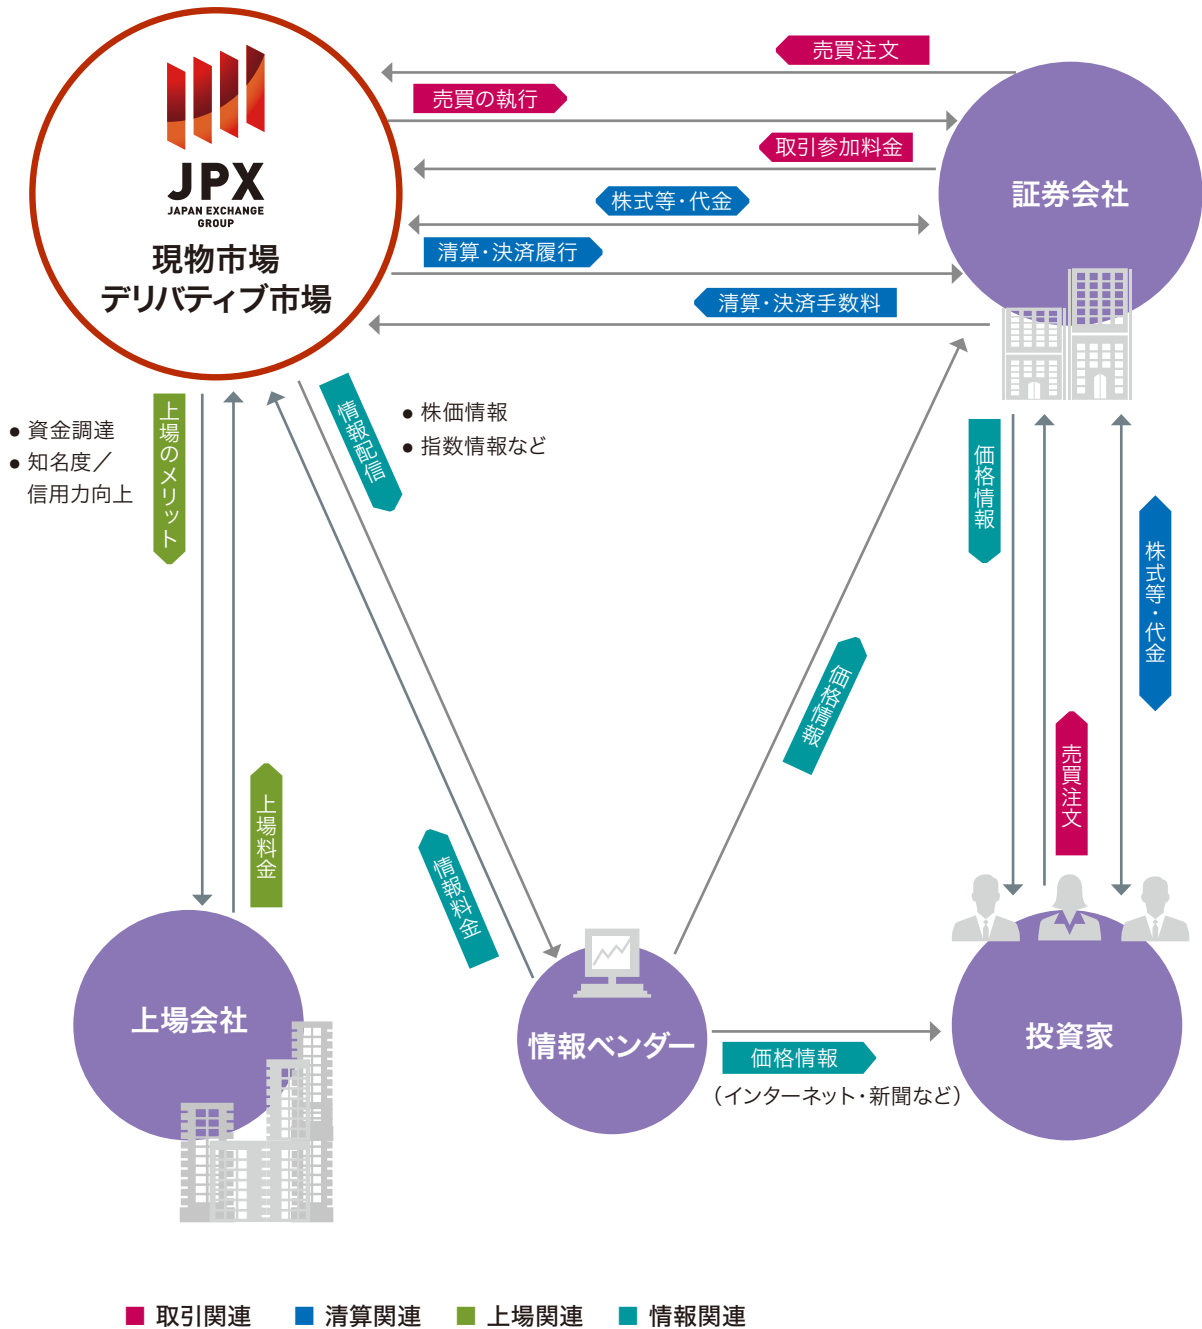 売買注文
売買の執行
取引参加料金
株式等・代金
清算・決済履行
清算・決済手数料
JPX
JAPAN EXCHANGE
GROUP
現物市場
デリバティブ市場
証券会社
● 資金調達
● 知名度／
信用力向上
上場のメリット
情報配信
● 株価情報
● 指数情報など
価格情報
株式等・代金
価格情報
売買注文
上場料金
情報料金
上場会社
情報ベンダー
価格情報
（インターネット・新聞など）
投資家
■ 取引関連 ■ 清算関連 ■ 上場関連 ■ 情報関連